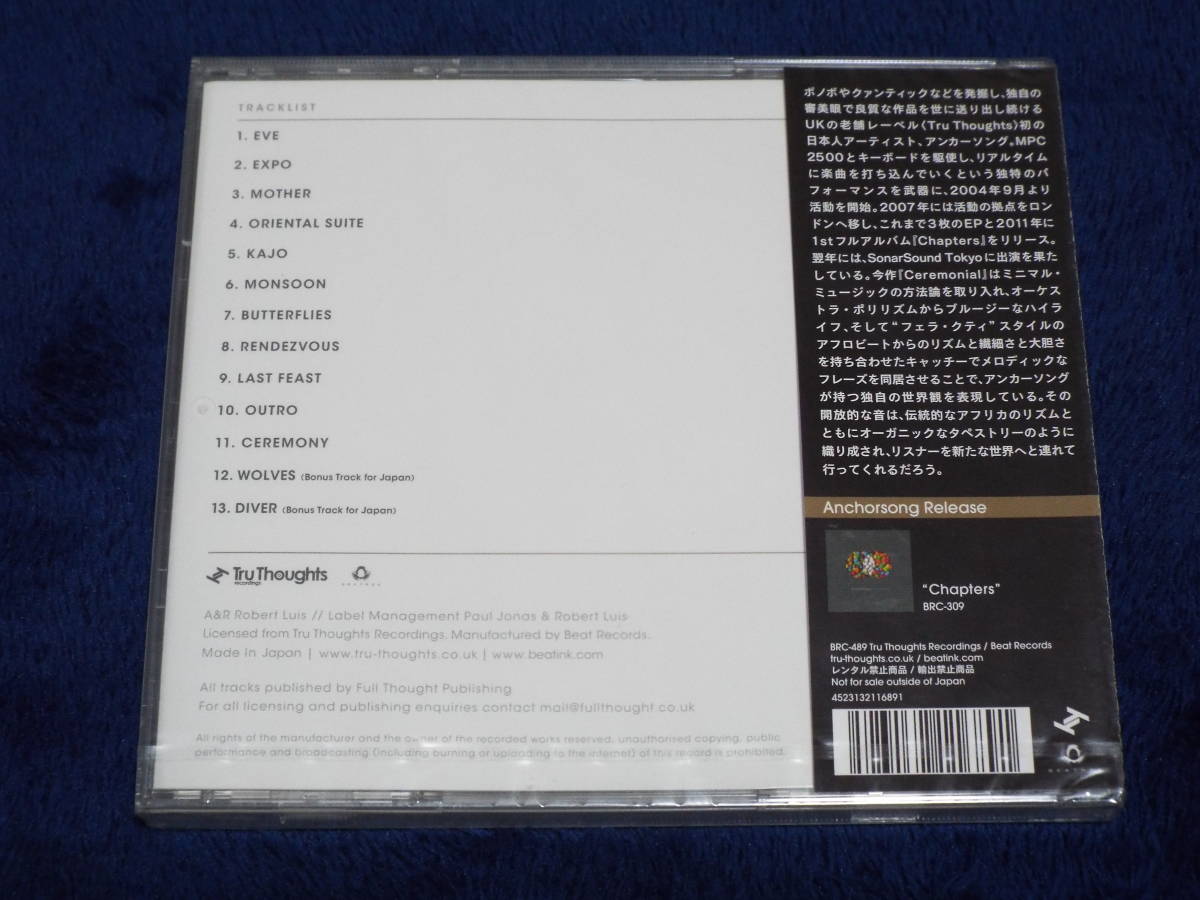 TRACKLIST
1. EVE
2. EXPO
3. MOTHER
4. ORIENTAL SUITE
5. KAJO
6. MONSOON
7. BUTTERFLIES
8. RENDEZVOUS
9. LAST FEAST
10. OUTRO
11. CEREMONY
12. WOLVES (Bonus Track for Japan)
13. DIVER (Bonus Track for Japan)
Tru Thoughts
recordings
A&R Robert Luis // Label Management Paul Jonas & Robert Luis
Licensed from Tru Thoughts Recordings. Manufactured by Beat Records.
Made In Japan | www.tru-thoughts.co.uk | www.beatink.com
All tracks published by Full Thought Publishing
For all licensing and publishing enquiries contact mail@fullthought.co.uk
All rights of the manufacturer and the owner of the recorded works reserved, unauthorised copying, public
performance and broadcasting (including burning or uploading to the internet) of this record is prohibited.
ボノボやクァンティックなどを発掘し、独自の
審美眼で良質な作品を世に送り出し続ける
UKの老舗レーベル〈Tru Thoughts〉初の
日本人アーティスト、アンカーソング。MPC
2500とキーボードを駆使し、リアルタイム
に楽曲を打ち込んでいくという独特のパ
フォーマンスを武器に、2004年9月より
活動を開始。2007年には活動の拠点をロン
ドンへ移し、これまで3枚のEPと2011年に
1stフルアルバム『Chapters』をリリース。
翌年には、SonarSound Tokyoに出演を果た
している。今作『Ceremonial』はミニマル・
ミュージックの方法論を取り入れ、オーケス
トラ・ポリリズムからブルージーなハイライ
フ、そして“フェラ・クティ”スタイルの
アフロビートからのリズムと繊細さと大胆さ
を持ち合わせたキャッチーでメロディックな
フレーズを同居させることで、アンカーソング
が持つ独自の世界観を表現している。その
開放的な音は、伝統的なアフリカのリズムと
ともにオーガニックなタペストリーのように
織り成され、リスナーを新たな世界へと連れて
行ってくれるだろう。
Anchorsong Release
“Chapters”
BRC-309
BRC-489 Tru Thoughts Recordings / Beat Records
tru-thoughts.co.uk / beatink.com
レンタル禁止商品 / 輸出禁止商品
Not for sale outside of Japan
4523132116891